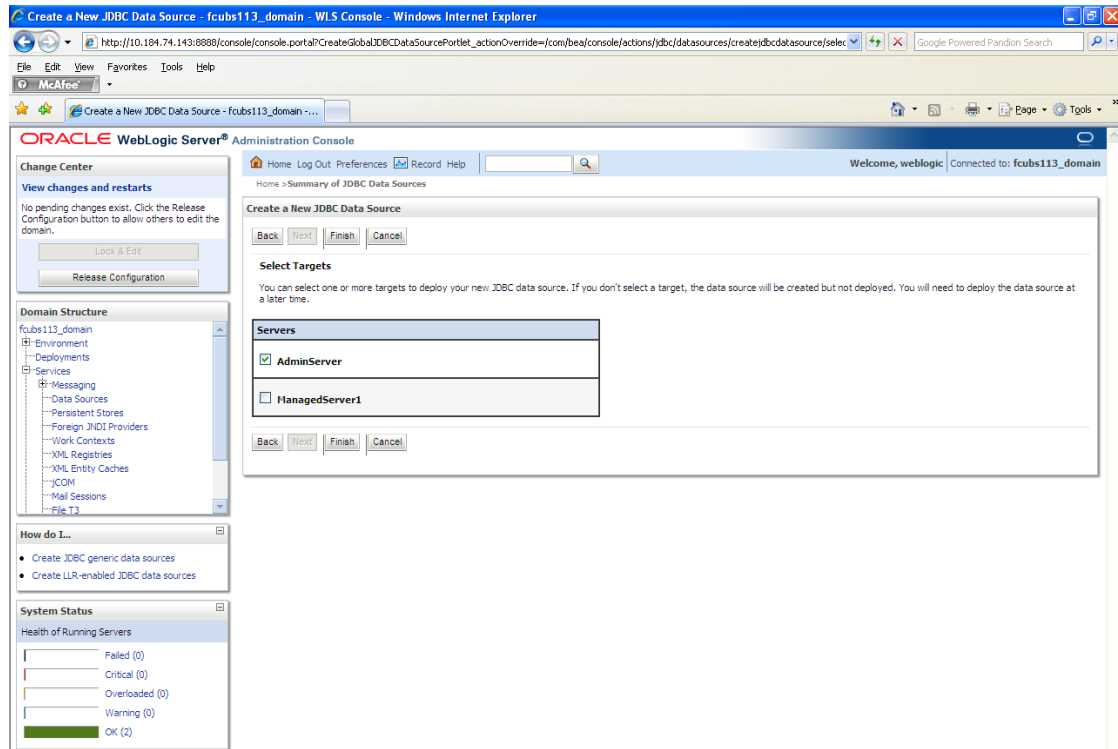 Create a New JDBC Data Source - fcubs113_domain - WLS Console - Windows Internet Explorer
http://10.184.74.143:8888/console/console.portal?CreateGlobalJDBCDataSourcePortlet_actionOverride=/com/bea/console/actions/jdbc/datasources/createjdbcdatasource/selec
Google Powered Pandion Search
File Edit View Favorites Tools Help
McAfee
Create a New JDBC Data Source - fcubs113_domain -...
Page Tools
ORACLE WebLogic Server® Administration Console
Change Center
View changes and restarts
No pending changes exist. Click the Release
Configuration button to allow others to edit the
domain.
Lock & Edit
Release Configuration
Domain Structure
fcubs113_domain
Environment
Deployments
Services
Messaging
Data Sources
Persistent Stores
Foreign JNDI Providers
Work Contexts
XML Registries
XML Entity Caches
jCOM
Mail Sessions
File T3
How do I...
Create JDBC generic data sources
Create LLR-enabled JDBC data sources
System Status
Health of Running Servers
Failed (0)
Critical (0)
Overloaded (0)
Warning (0)
OK (2)
Home Log Out Preferences Record Help
Welcome, weblogic Connected to: fcubs113_domain
Home >Summary of JDBC Data Sources
Create a New JDBC Data Source
Back Next Finish Cancel
Select Targets
You can select one or more targets to deploy your new JDBC data source. If you don't select a target, the data source will be created but not deployed. You will need to deploy the data source at
a later time.
Servers
AdminServer
ManagedServer1
Back Next Finish Cancel